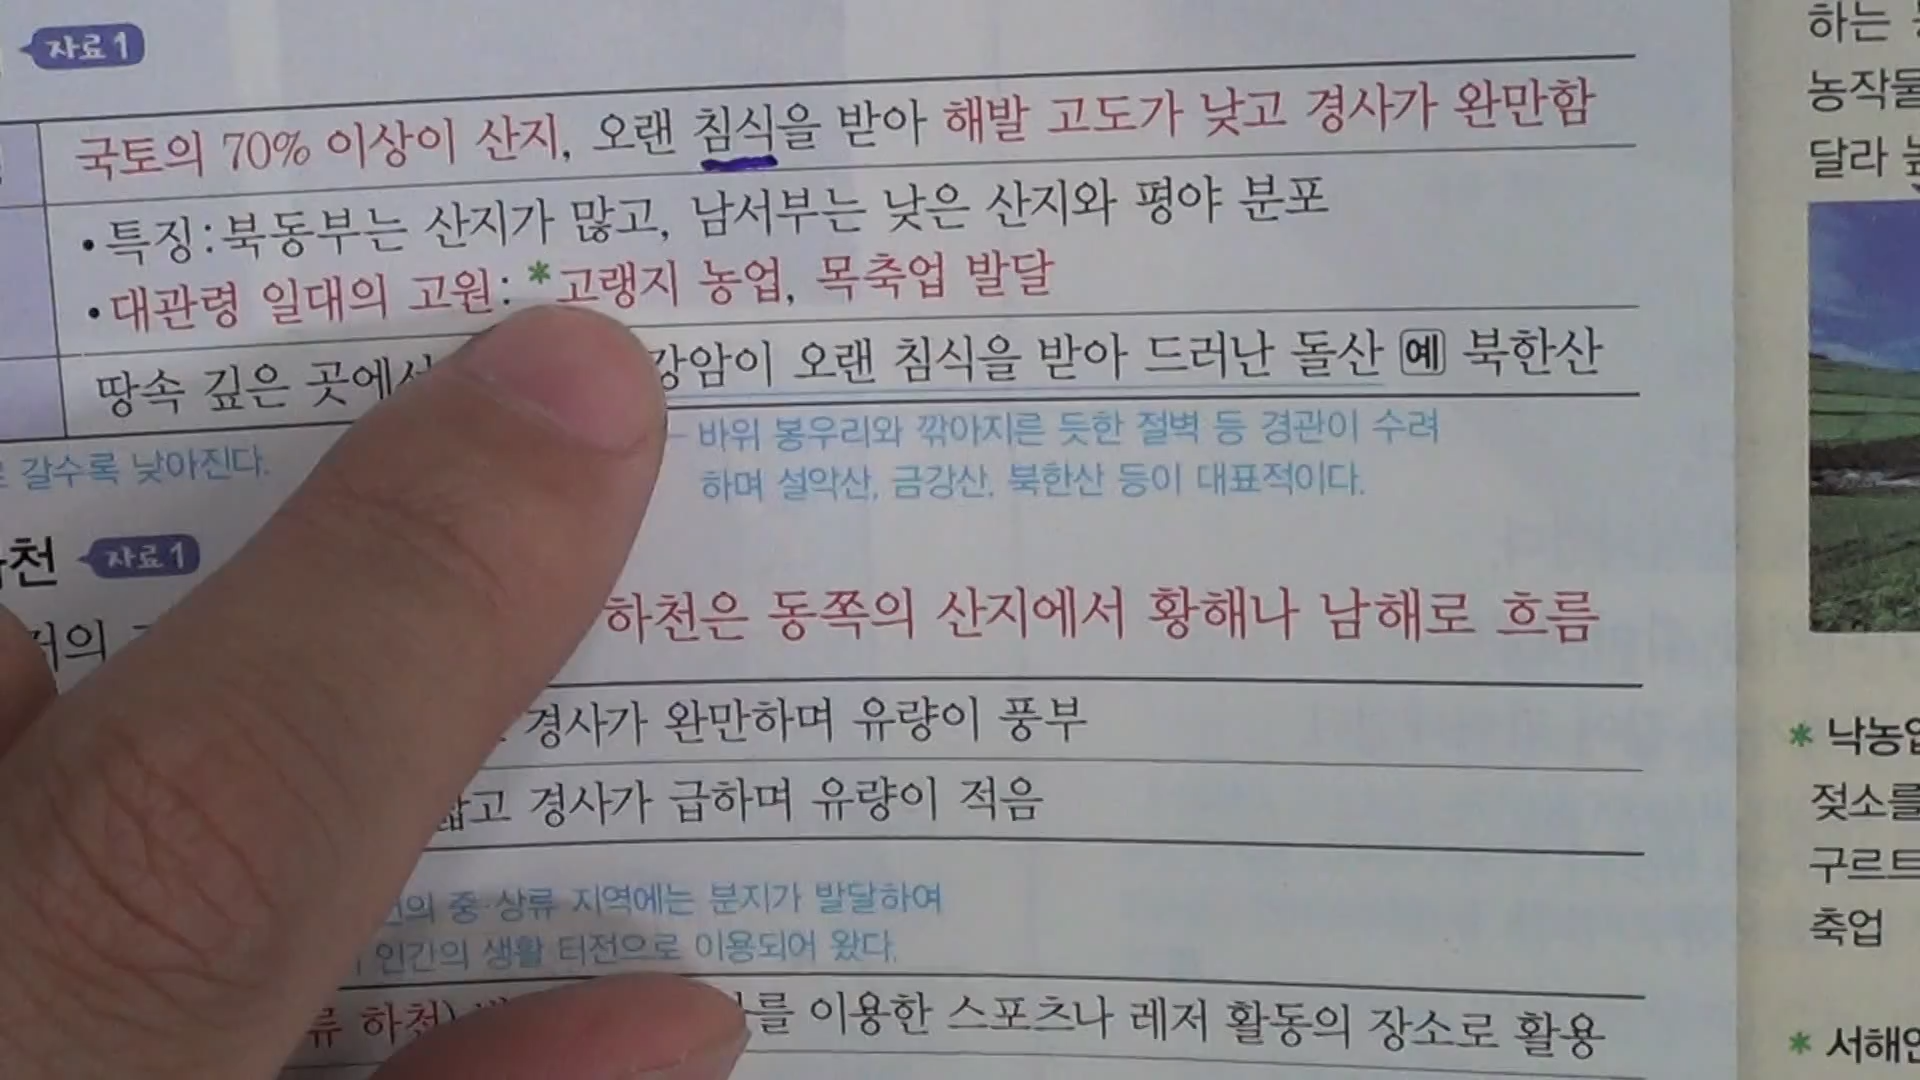 자료1
국토의 70% 이상이 산지, 오랜 침식을 받아 해발 고도가 낮고 경사가 완만함
• 특징: 북동부는 산지가 많고, 남서부는 낮은 산지와 평야 분포
• 대관령 일대의 고원: *고랭지 농업, 목축업 발달
땅속 깊은 곳에서 강암이 오랜 침식을 받아 드러난 돌산 예 북한산
바위 봉우리와 깎아지른 듯한 절벽 등 경관이 수려
하며 설악산, 금강산, 북한산 등이 대표적이다.
갈수록 낮아진다.
천 자료1
하천은 동쪽의 산지에서 황해나 남해로 흐름
경사가 완만하며 유량이 풍부
짧고 경사가 급하며 유량이 적음
의 중·상류 지역에는 분지가 발달하여
인간의 생활 터전으로 이용되어 왔다.
류 하천)
를 이용한 스포츠나 레저 활동의 장소로 활용
하는
농작물
달라
* 낙농업
젖소를
구르트
축업
* 서해안